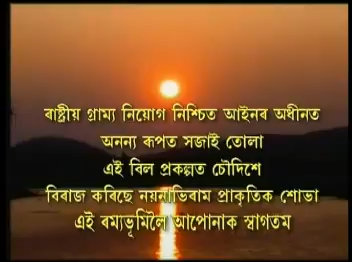 ৰাষ্ট্ৰীয় গ্ৰাম্য নিয়োগ নিশ্চিত আইনৰ অধীনত
অনন্য ৰূপত সজাই তোলা
এই বিল প্ৰকল্পত চৌদিশে
বিৰাজ কৰিছে নয়নাভিৰাম প্ৰাকৃতিক শোভা
এই ৰম্যভূমিলৈ আপোনাক স্বাগতম